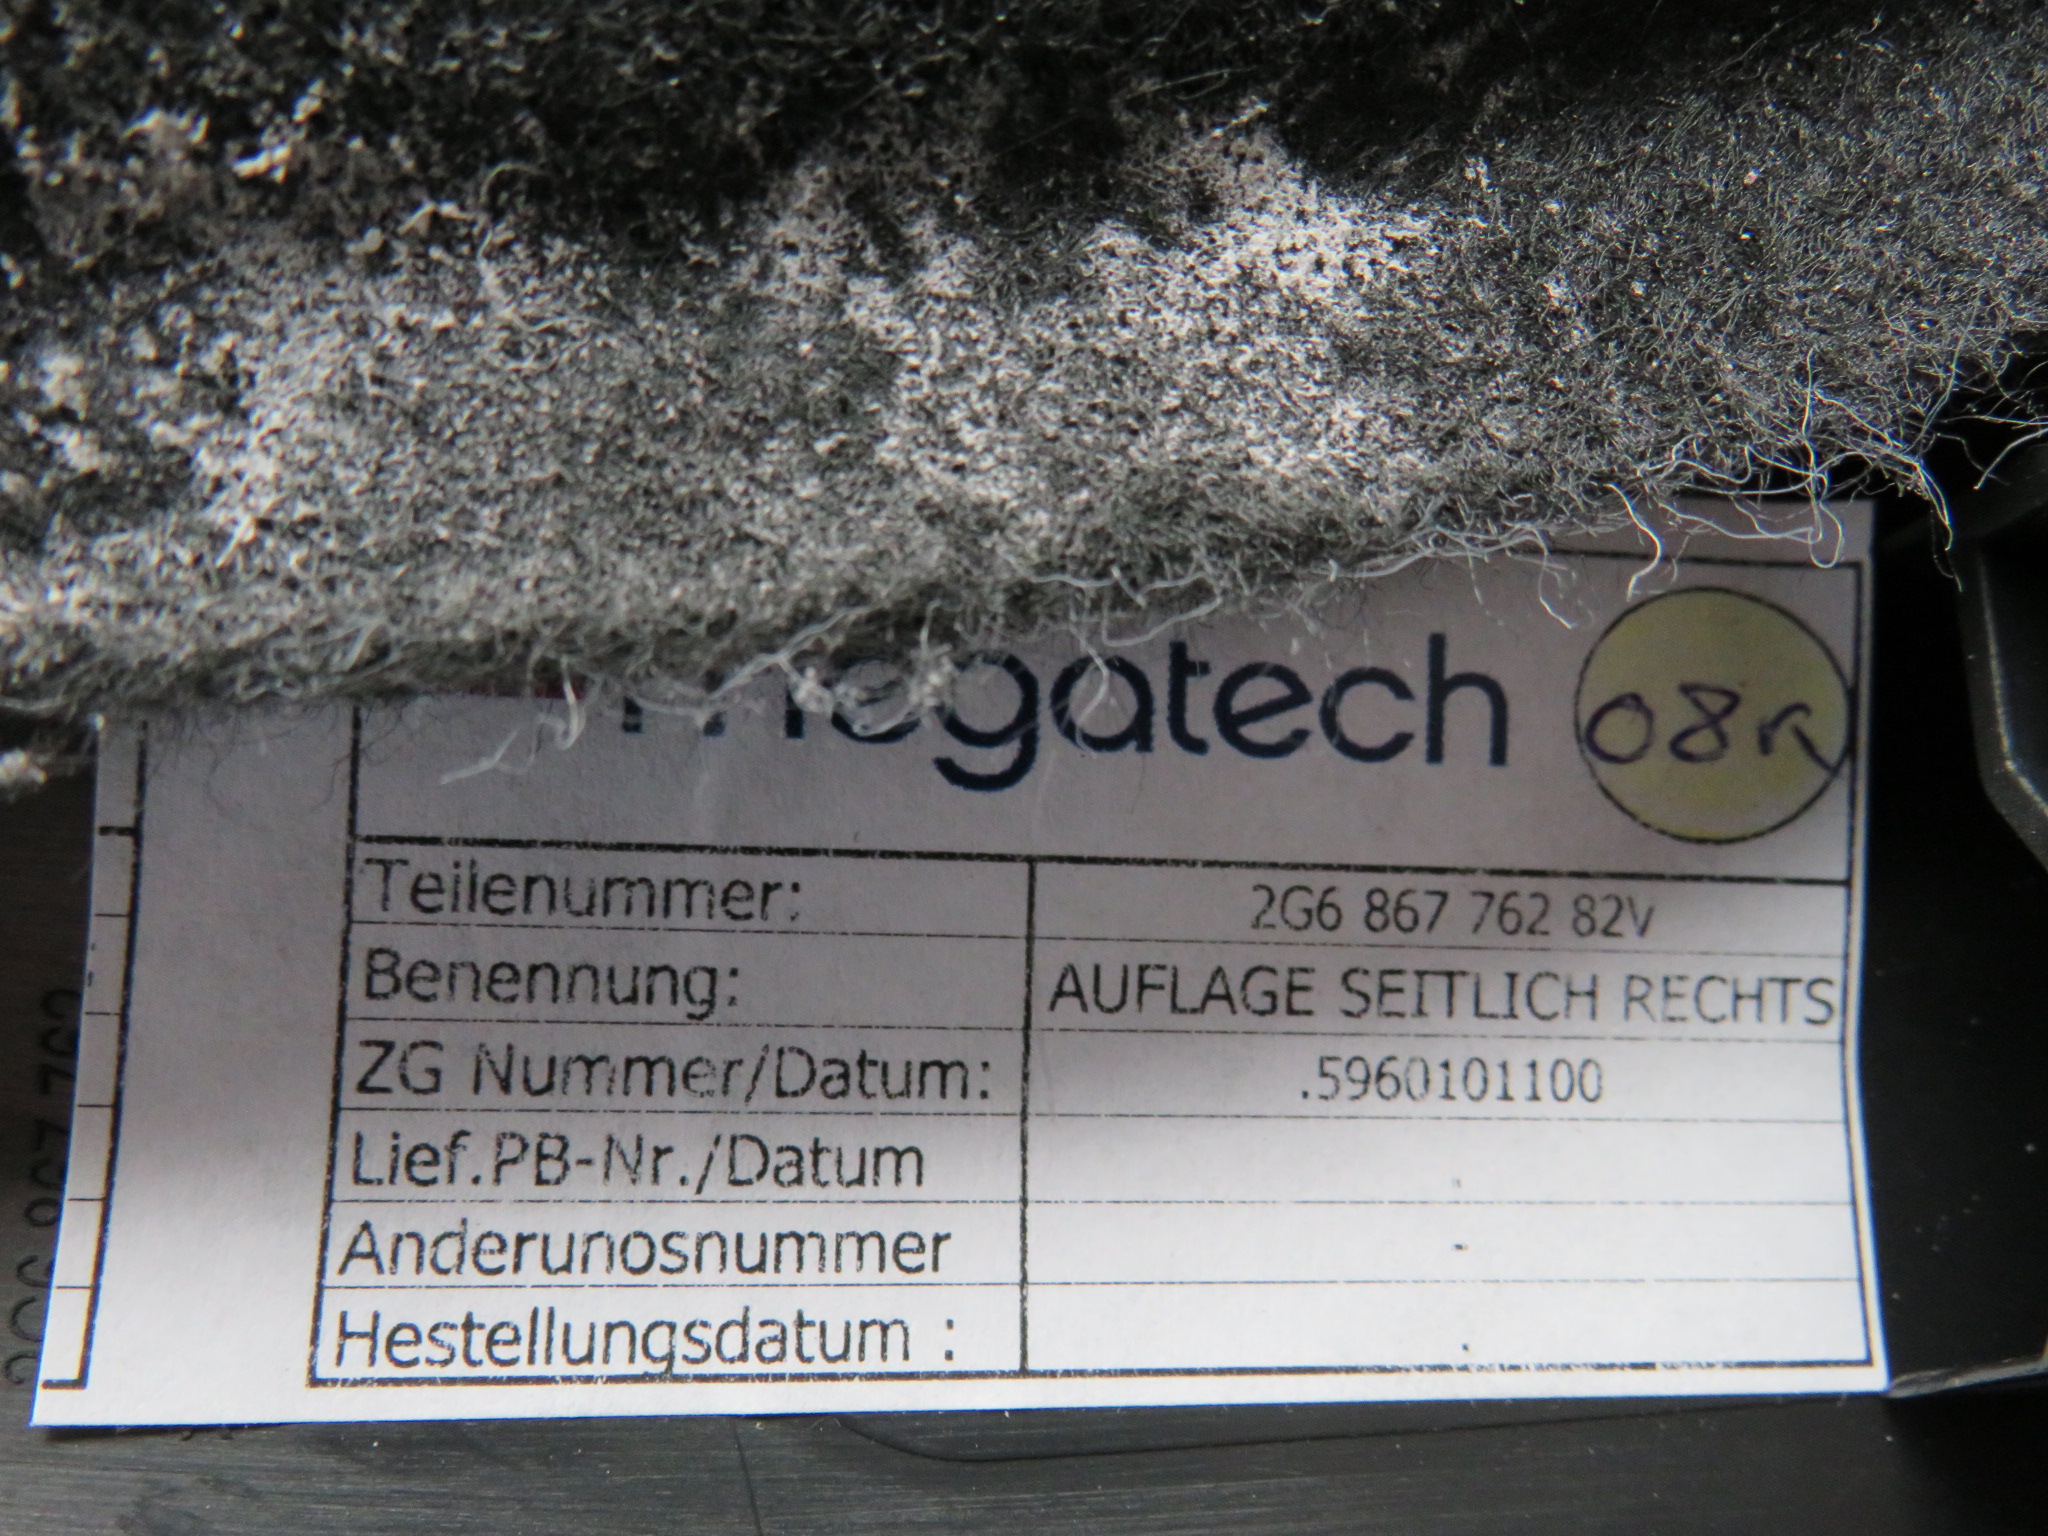 megatech
08R
Teilenummer: 2G6 867 762 82V
Benennung: AUFLAGE SEITLICH RECHTS
ZG Nummer/Datum: .5960101100
Lief.PB-Nr./Datum .
Anderunosnummer -
Hestellungsdatum : .